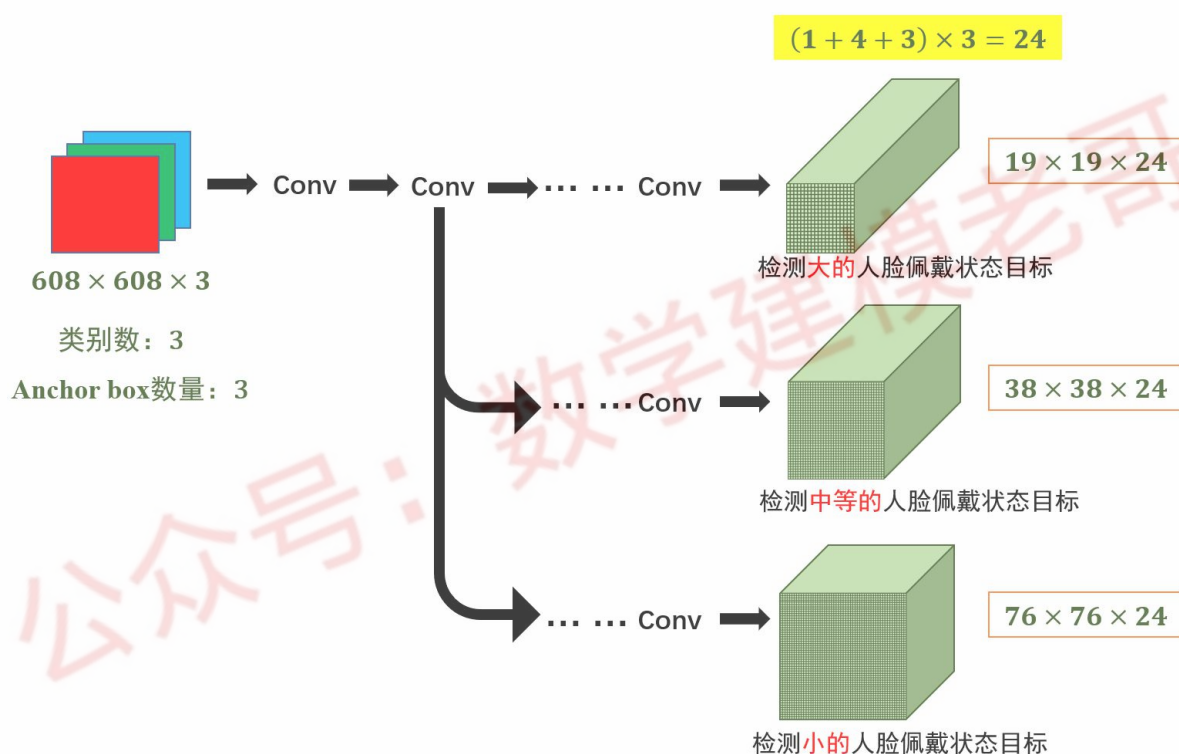 (1 + 4 + 3) × 3 = 24
Conv
Conv
... ...
Conv
19 × 19 × 24
检测大的人脸佩戴状态目标
608 × 608 × 3
类别数：3
Anchor box数量：3
... ...
Conv
38 × 38 × 24
检测中等的人脸佩戴状态目标
... ...
Conv
76 × 76 × 24
检测小的人脸佩戴状态目标
公众号：数学建模老哥